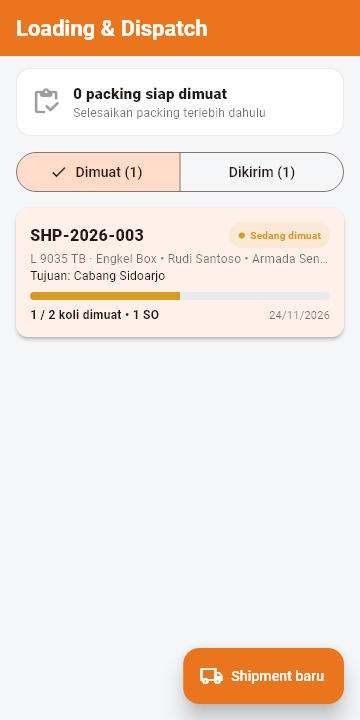 Loading & Dispatch
0 packing siap dimuat
Selesaikan packing terlebih dahulu
Dimuat (1)
Dikirim (1)
SHP-2026-003
Sedang dimuat
L 9035 TB · Engkel Box • Rudi Santoso • Armada Sen...
Tujuan: Cabang Sidoarjo
1 / 2 koli dimuat • 1 SO
24/11/2026
Shipment baru